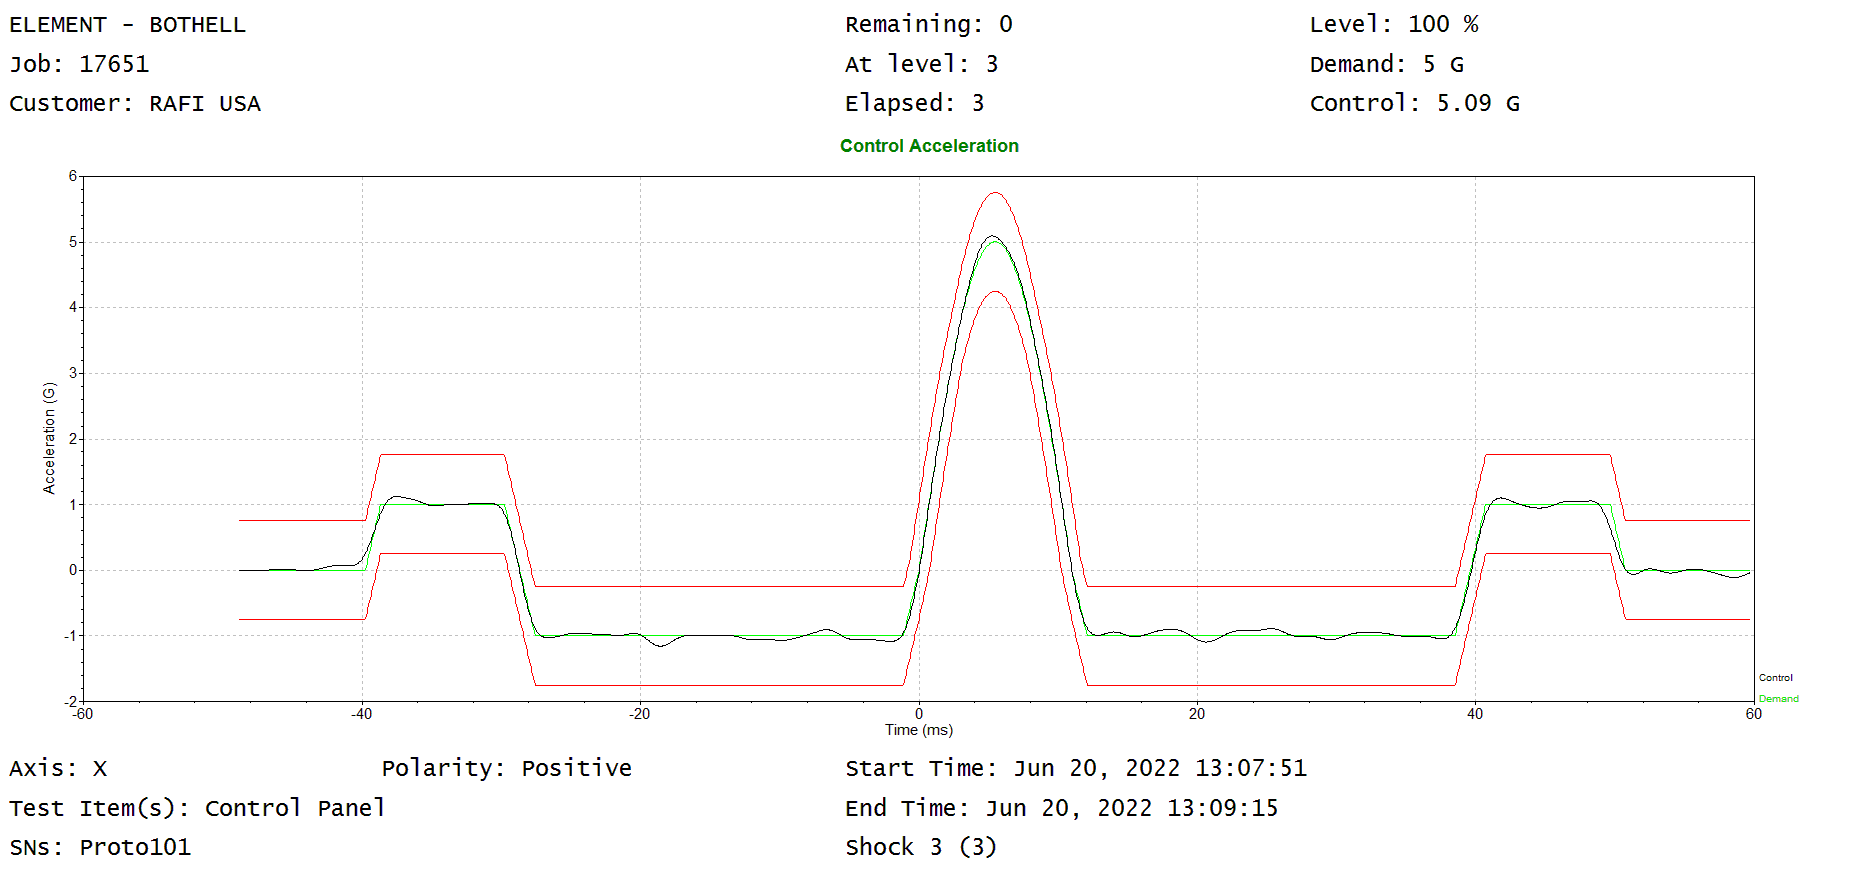 ELEMENT - BOTHELL
Remaining: 0
Level: 100 %
Job: 17651
At level: 3
Demand: 5 G
Customer: RAFI USA
Elapsed: 3
Control: 5.09 G
Control Acceleration
6
5
4
3
2
1
0
-1
-2
Acceleration (G)
-60
-40
-20
0
20
40
60
Time (ms)
Control
Demand
Axis: X
Polarity: Positive
Start Time: Jun 20, 2022 13:07:51
Test Item(s): Control Panel
End Time: Jun 20, 2022 13:09:15
SNs: Proto101
Shock 3 (3)